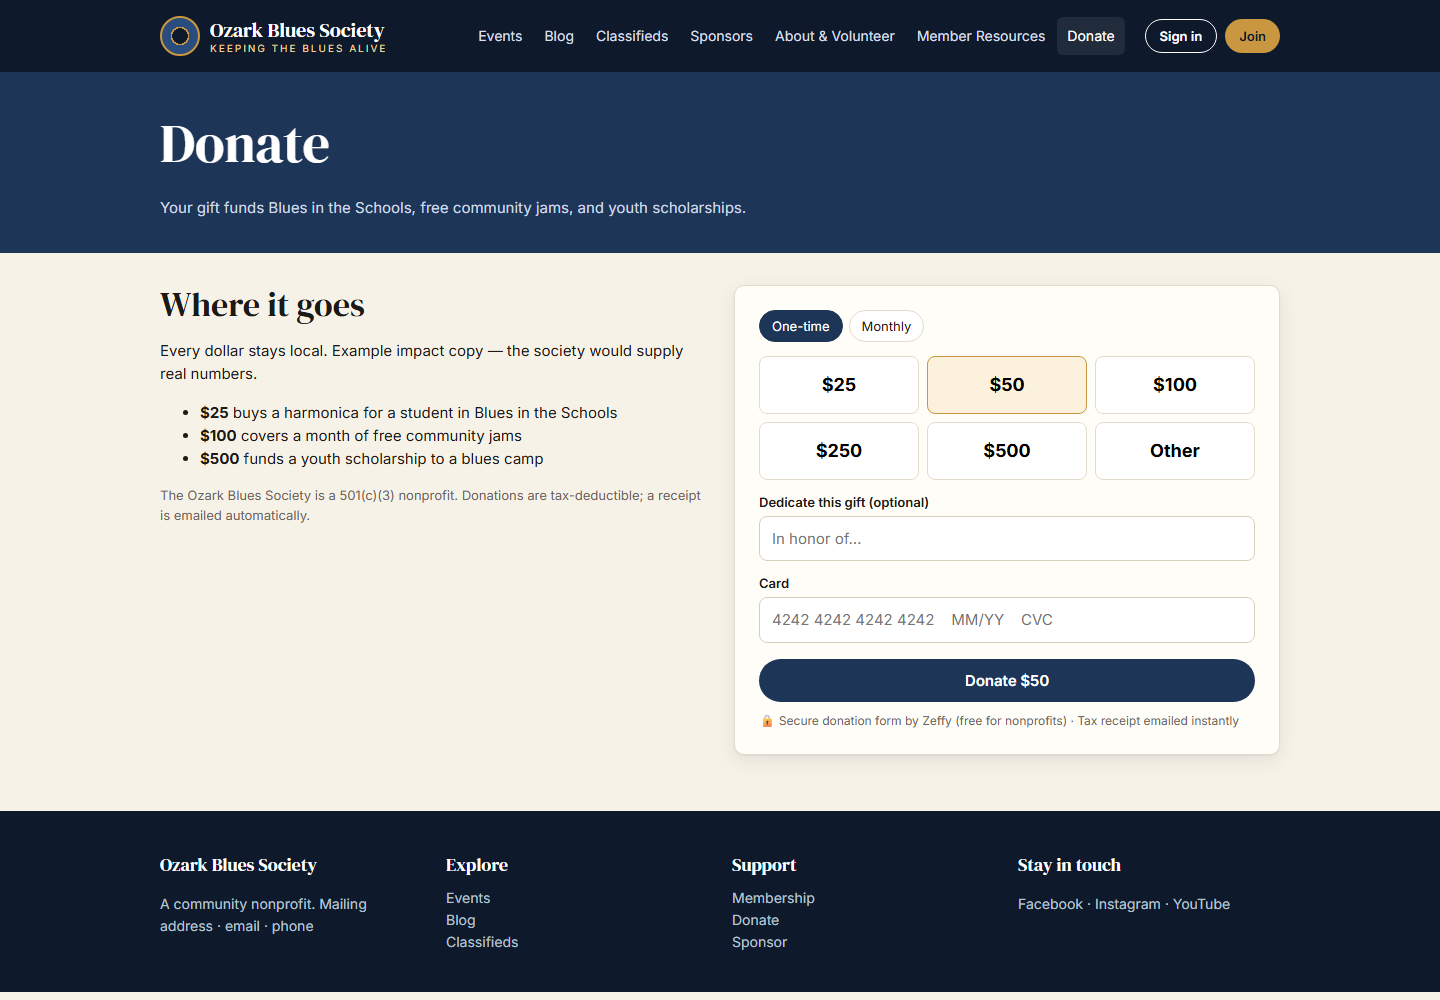 Ozark Blues Society
KEEPING THE BLUES ALIVE
Events Blog Classifieds Sponsors About & Volunteer Member Resources Donate Sign in Join
Donate
Your gift funds Blues in the Schools, free community jams, and youth scholarships.
Where it goes
Every dollar stays local. Example impact copy — the society would supply
real numbers.
• $25 buys a harmonica for a student in Blues in the Schools
• $100 covers a month of free community jams
• $500 funds a youth scholarship to a blues camp
The Ozark Blues Society is a 501(c)(3) nonprofit. Donations are tax-deductible; a receipt
is emailed automatically.
One-time Monthly
$25 $50 $100
$250 $500 Other
Dedicate this gift (optional)
In honor of...
Card
4242 4242 4242 4242 MM/YY CVC
Donate $50
🔒 Secure donation form by Zeffy (free for nonprofits) · Tax receipt emailed instantly
Ozark Blues Society
A community nonprofit. Mailing
address · email · phone
Explore
Events
Blog
Classifieds
Support
Membership
Donate
Sponsor
Stay in touch
Facebook · Instagram · YouTube